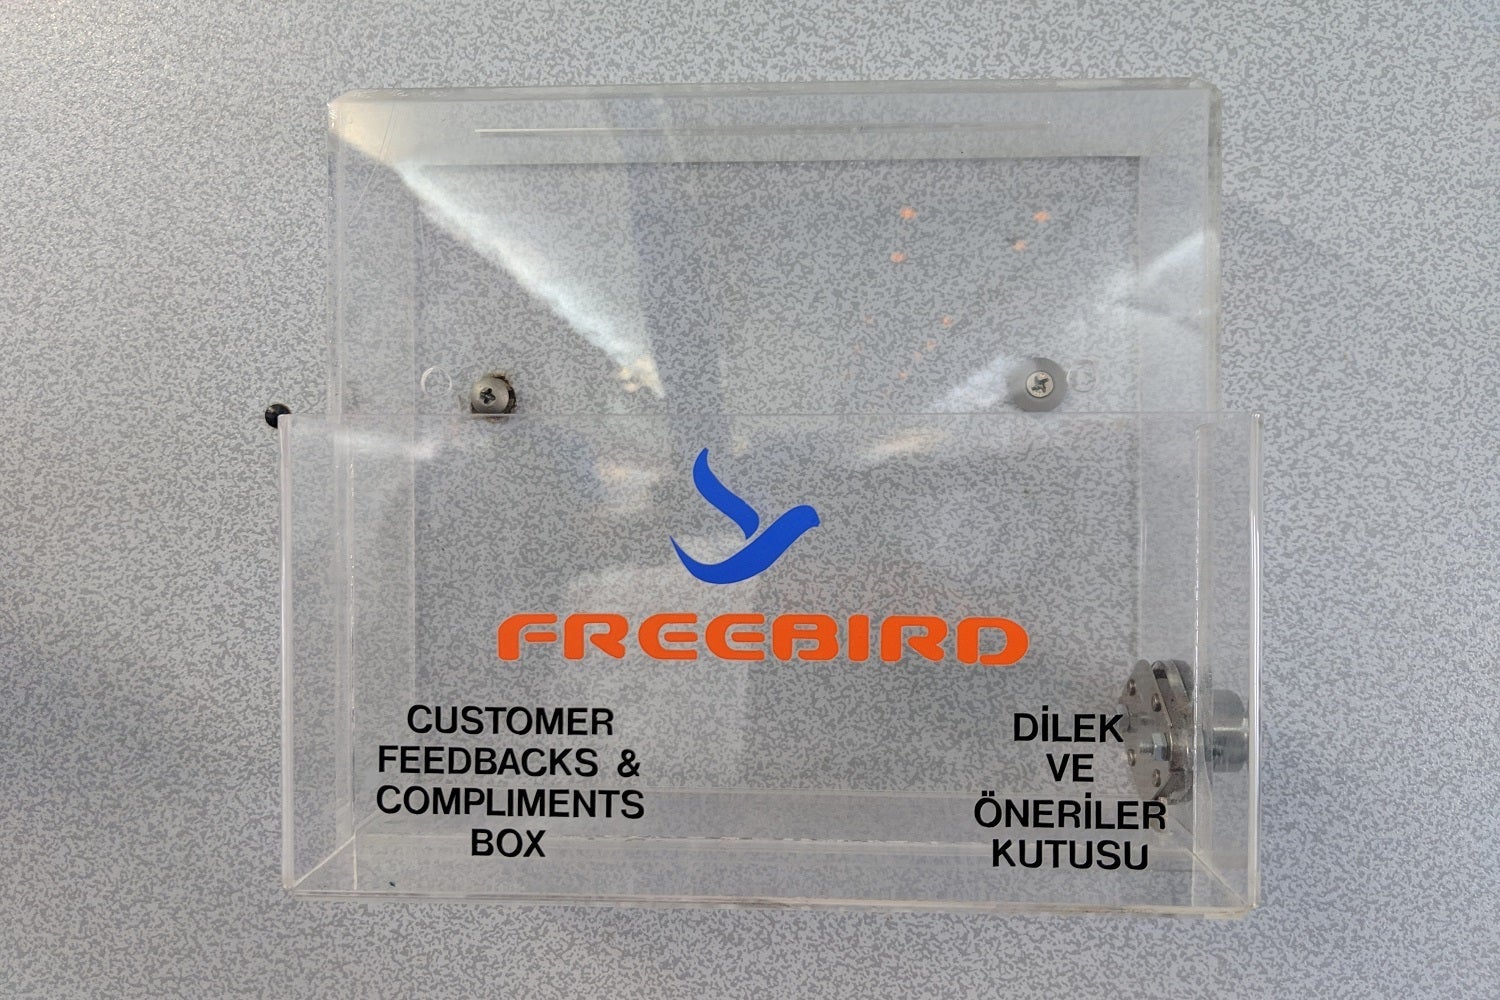 FREEBIRD
CUSTOMER
FEEDBACKS &
COMPLIMENTS
BOX
DİLEK
VE
ÖNERİLER
KUTUSU